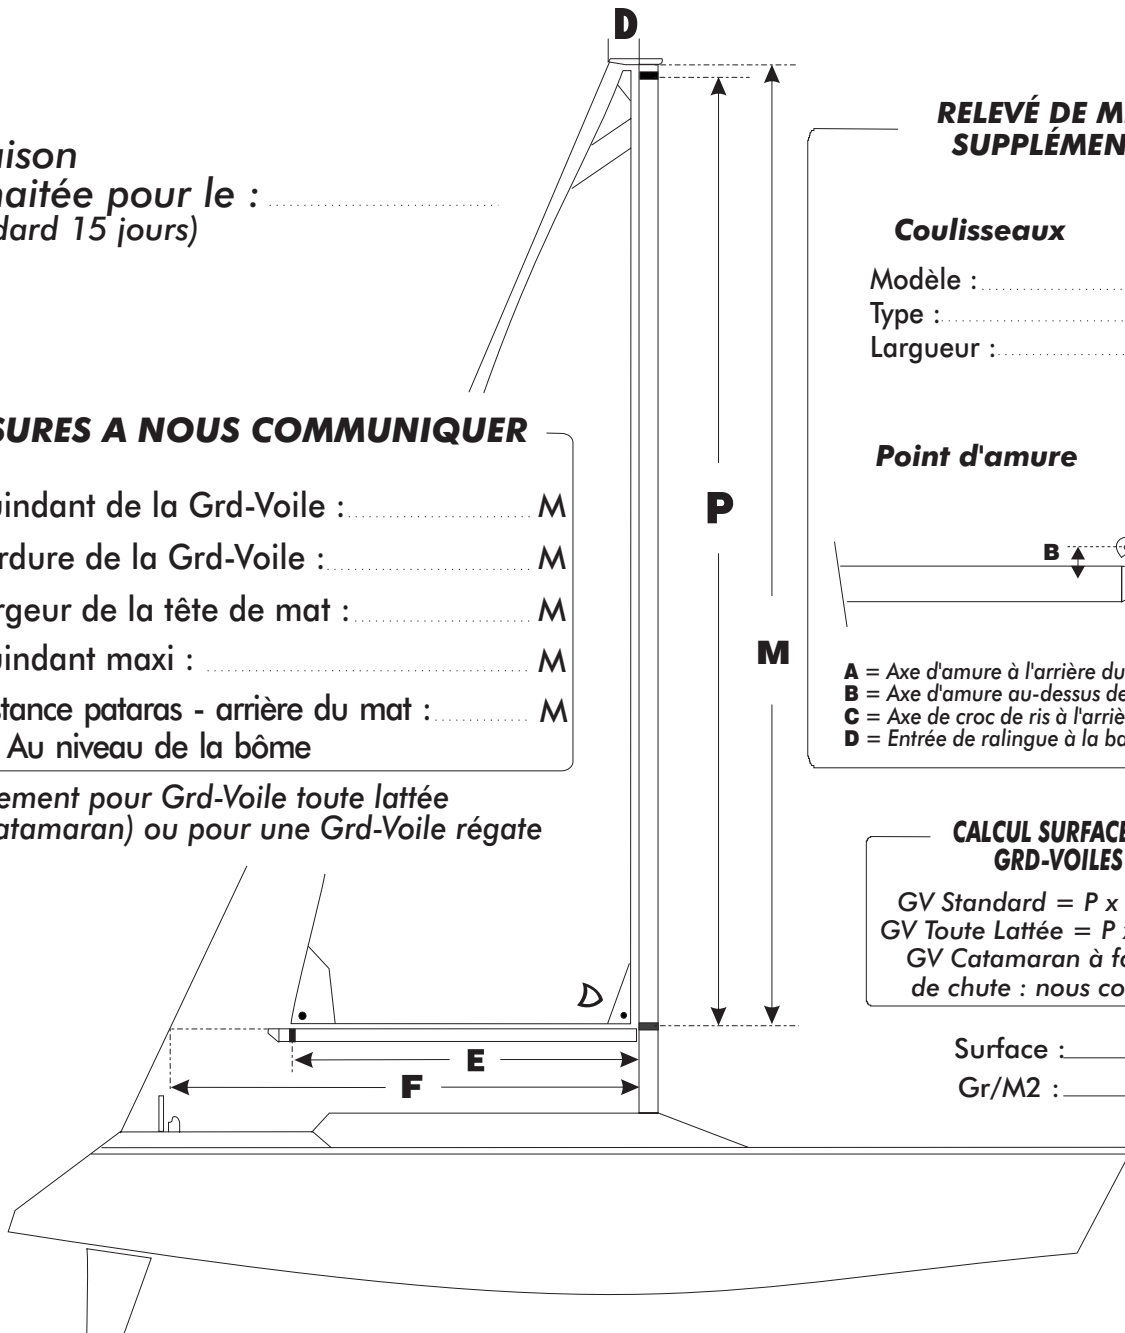 D
aison
haitée pour le :
dard 15 jours)
SURES A NOUS COMMUNIQUER
uindant de la Grd-Voile : M
rdure de la Grd-Voile : M
rgeur de la tête de mat : M
uindant maxi : M
stance pataras - arrière du mat : M
Au niveau de la bôme
ement pour Grd-Voile toute lattée
atamaran) ou pour une Grd-Voile régate
P
M
E
F
RELEVÉ DE M
SUPPLÉMEN
Coulisseaux
Modèle :
Type :
Largueur :
Point d'amure
B
A = Axe d'amure à l'arrière du
B = Axe d'amure au-dessus de
C = Axe de croc de ris à l'arriè
D = Entrée de ralingue à la ba
CALCUL SURFACE
GRD-VOILES
GV Standard = P x
GV Toute Lattée = P x
GV Catamaran à fo
de chute : nous co
Surface :
Gr/M2 :